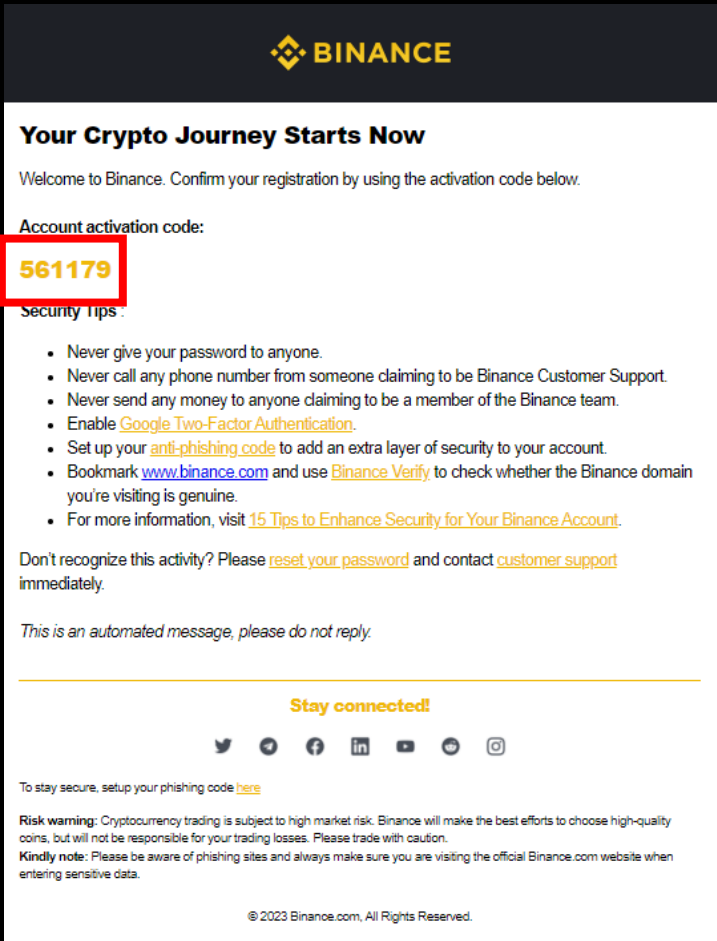 BINANCE
Your Crypto Journey Starts Now
Welcome to Binance. Confirm your registration by using the activation code below.
Account activation code:
561179
Security Tips :
• Never give your password to anyone.
• Never call any phone number from someone claiming to be Binance Customer Support.
• Never send any money to anyone claiming to be a member of the Binance team.
• Enable Google Two-Factor Authentication.
• Set up your anti-phishing code to add an extra layer of security to your account.
• Bookmark www.binance.com and use Binance Verify to check whether the Binance domain
you’re visiting is genuine.
• For more information, visit 15 Tips to Enhance Security for Your Binance Account.
Don’t recognize this activity? Please reset your password and contact customer support
immediately.
This is an automated message, please do not reply.
Stay connected!
To stay secure, setup your phishing code here
Risk warning: Cryptocurrency trading is subject to high market risk. Binance will make the best efforts to choose high-quality
coins, but will not be responsible for your trading losses. Please trade with caution.
Kindly note: Please be aware of phishing sites and always make sure you are visiting the official Binance.com website when
entering sensitive data.
© 2023 Binance.com, All Rights Reserved.